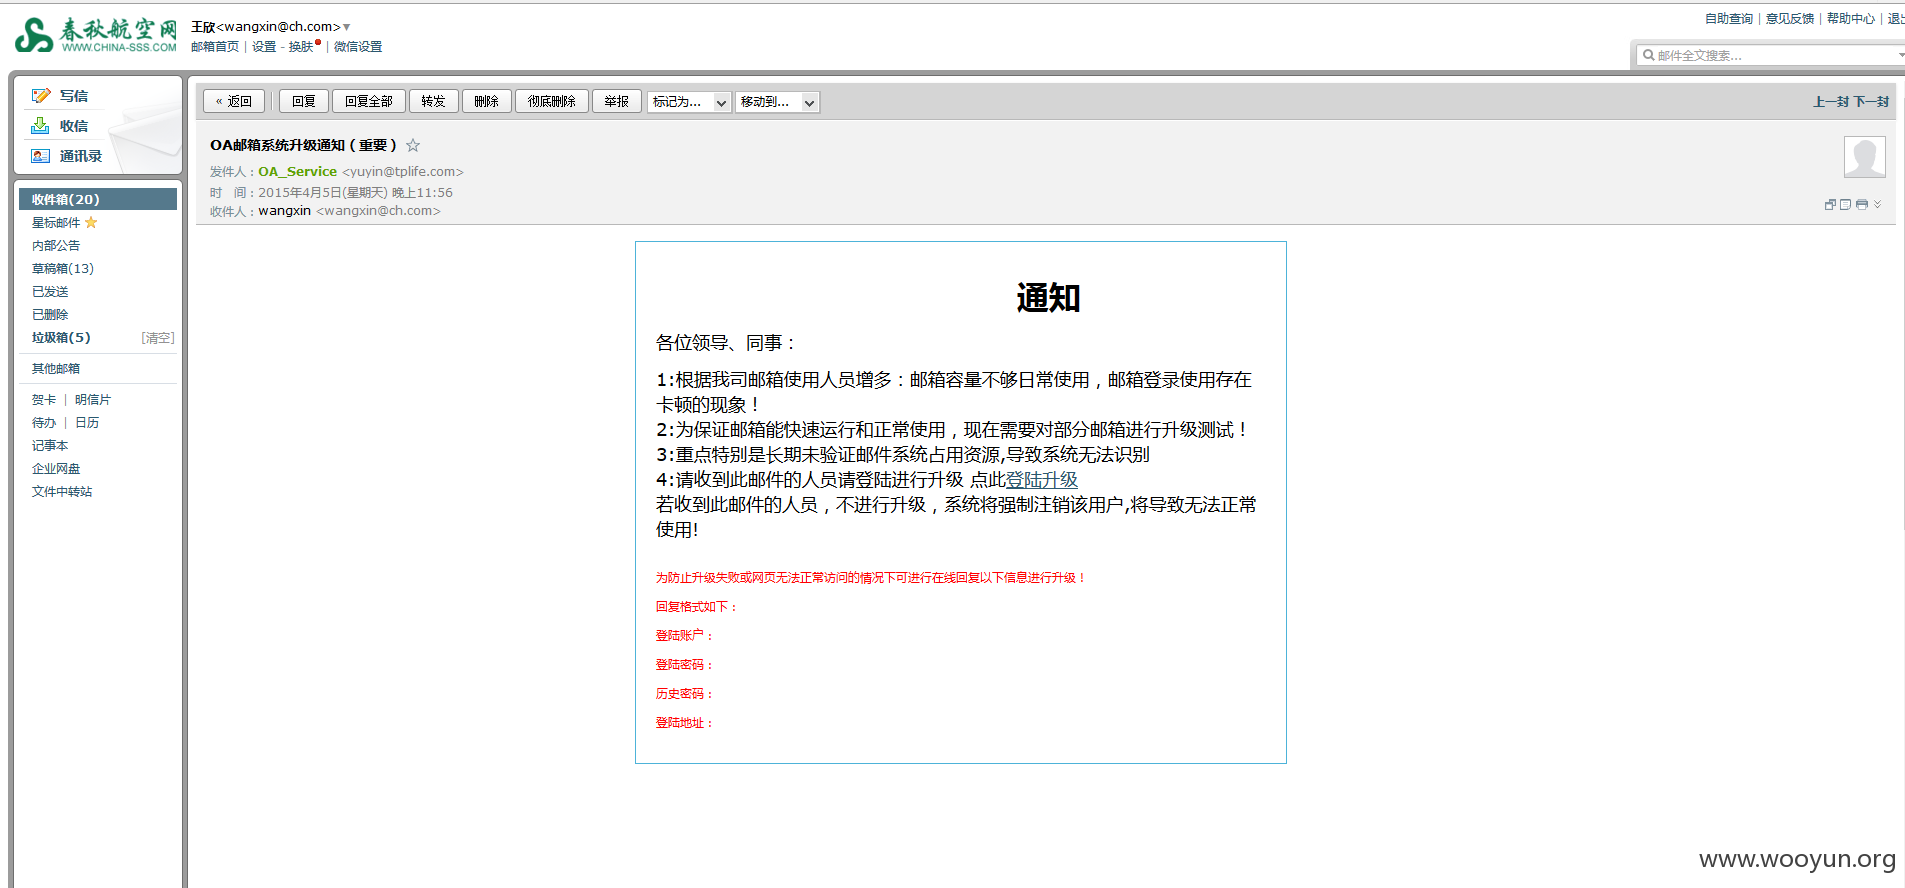 春秋航空网
WWW.CHINA-SSS.COM
王欣<wangxin@ch.com>
邮箱首页 | 设置 - 换肤 | 微信设置
自助查询 | 意见反馈 | 帮助中心 |
邮件全文搜索...
写信
收信
通讯录
收件箱(20)
星标邮件
内部公告
草稿箱(13)
已发送
已删除
垃圾箱(5) [清空]
其他邮箱
贺卡 | 明信片
待办 | 日历
记事本
企业网盘
文件中转站
« 返回 回复 回复全部 转发 删除 彻底删除 举报 标记为... 移动到... 上一封 下一封
OA邮箱系统升级通知（重要）
发件人：OA_Service <yuyin@tplife.com>
时 间：2015年4月5日(星期天) 晚上11:56
收件人：wangxin <wangxin@ch.com>
通知
各位领导、同事：
1:根据我司邮箱使用人员增多：邮箱容量不够日常使用，邮箱登录使用存在
卡顿的现象！
2:为保证邮箱能快速运行和正常使用，现在需要对部分邮箱进行升级测试！
3:重点特别是长期未验证邮件系统占用资源,导致系统无法识别
4:请收到此邮件的人员请登陆进行升级 点此登陆升级
若收到此邮件的人员，不进行升级，系统将强制注销该用户,将导致无法正常
使用!
为防止升级失败或网页无法正常访问的情况下可进行在线回复以下信息进行升级！
回复格式如下：
登陆账户：
登陆密码：
历史密码：
登陆地址：
www.wooyun.org